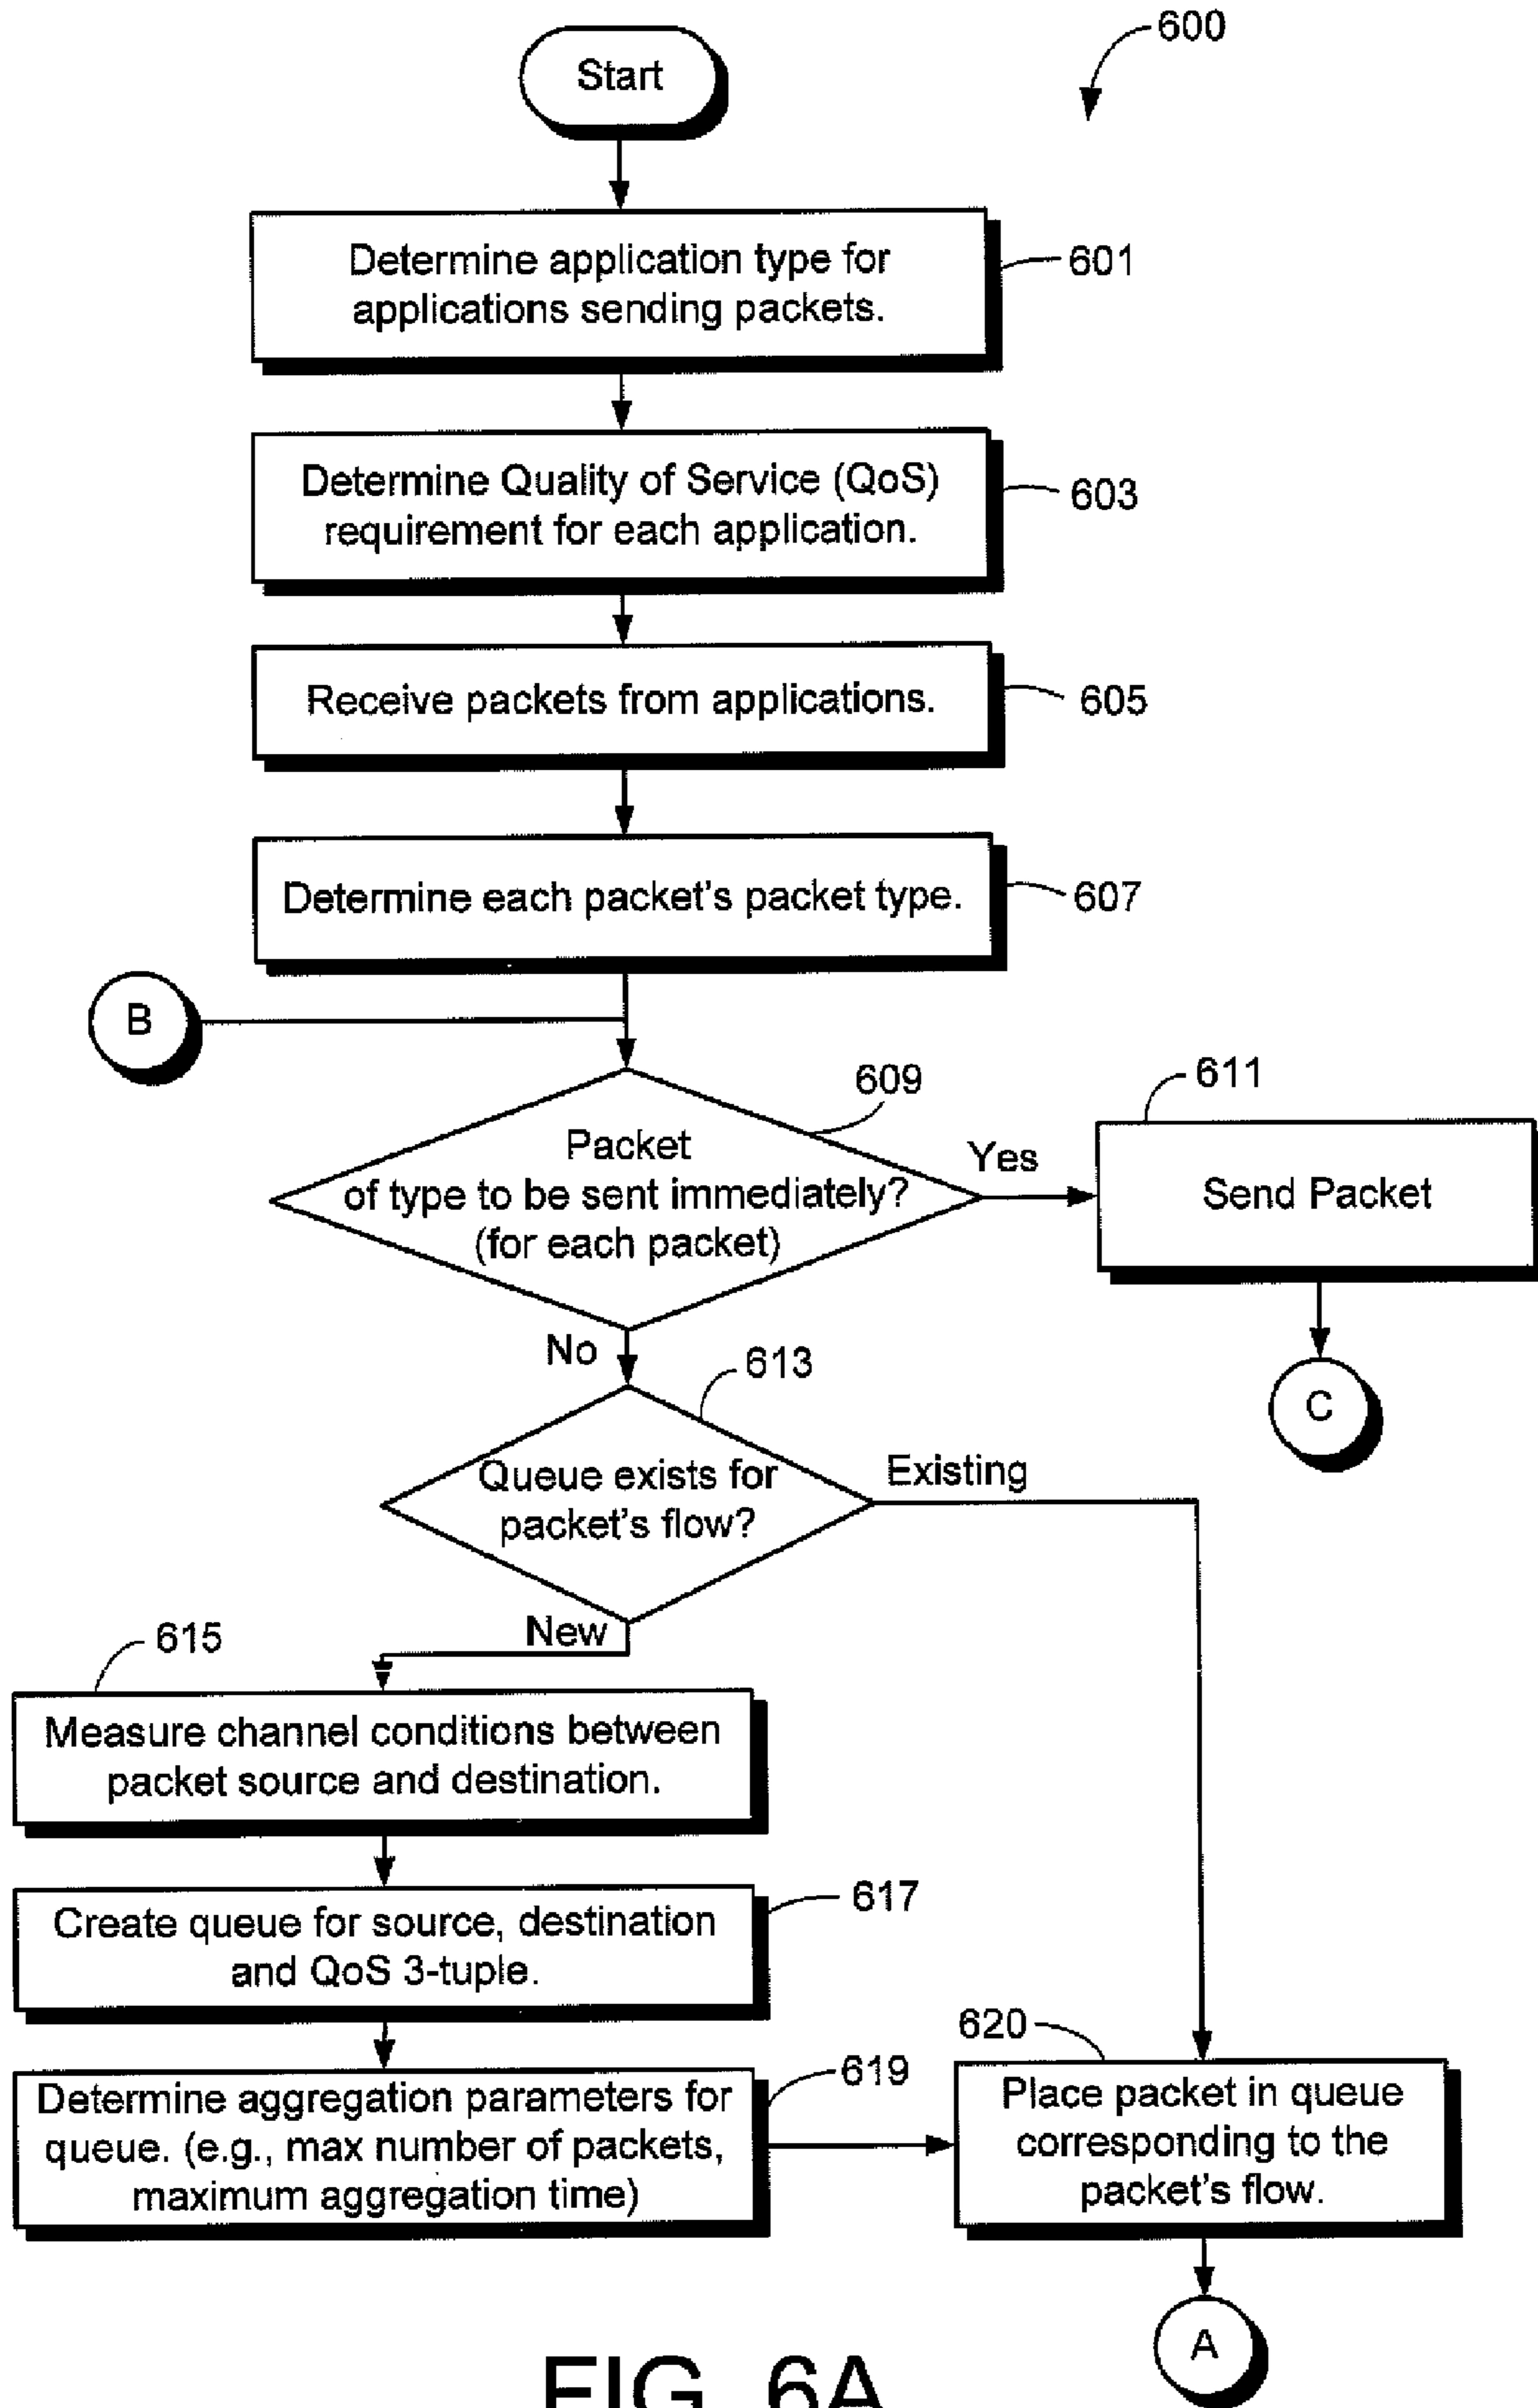 600
Start
Determine application type for
applications sending packets.
601
Determine Quality of Service (QoS)
requirement for each application.
603
Receive packets from applications.
605
Determine each packet's packet type.
607
B
609
Packet
of type to be sent immediately?
(for each packet)
Yes
611
Send Packet
C
No
613
Queue exists for
packet's flow?
Existing
New
615
Measure channel conditions between
packet source and destination.
617
Create queue for source, destination
and QoS 3-tuple.
619
Determine aggregation parameters for
queue. (e.g., max number of packets,
maximum aggregation time)
620
Place packet in queue
corresponding to the
packet's flow.
A
FIG. 6A